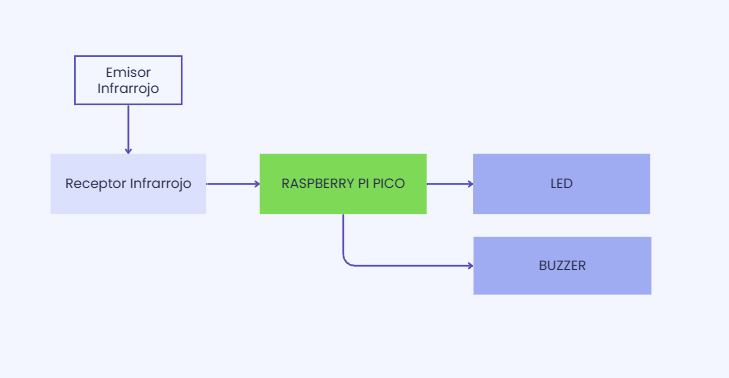 Emisor
Infrarrojo
Receptor Infrarrojo
RASPBERRY PI PICO
LED
BUZZER